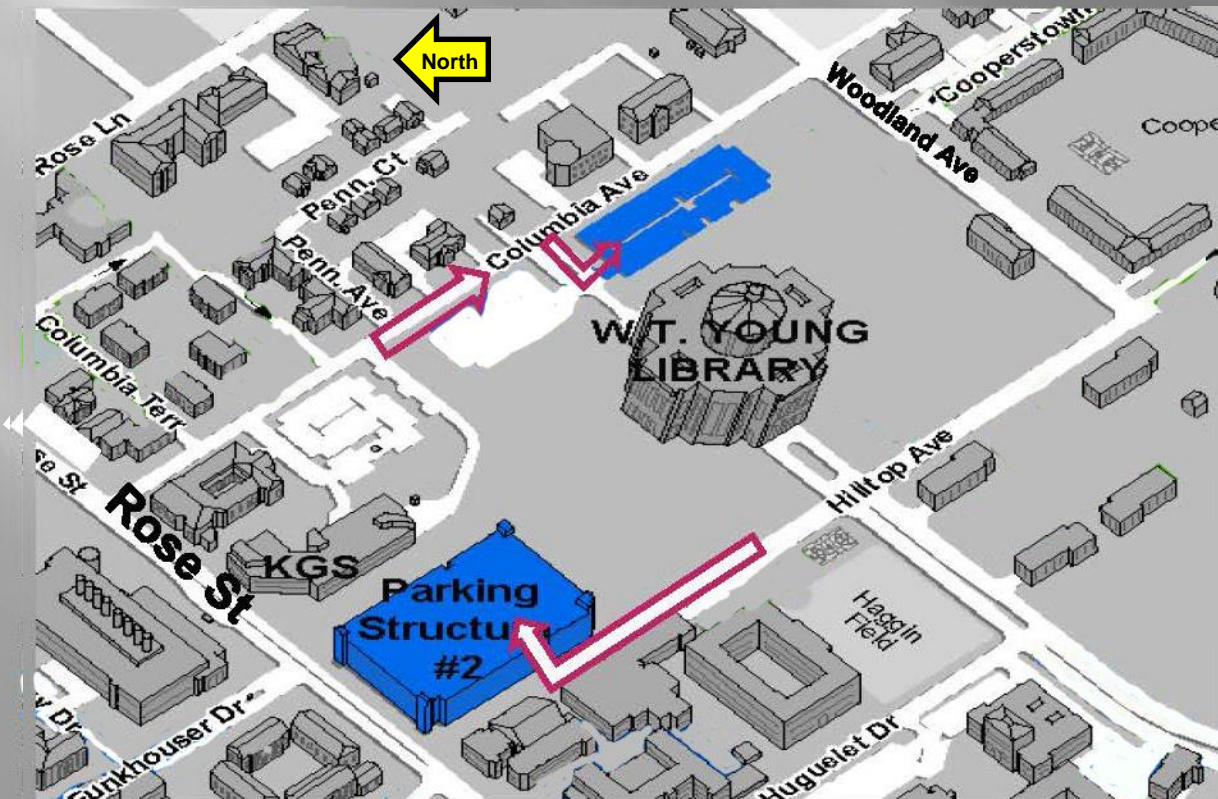 North
Cooperstown
Woodland Ave
Coope
Rose Ln
Penn. Ct
Columbia Ave
Penn. Ave
W.T. YOUNG
LIBRARY
Columbia Terr
se St
Rose St
Hilltop Ave
KGS
Parking
Structu
#2
Haggin
Field
y Dr
Funkhouser Dr
Huguelet Dr